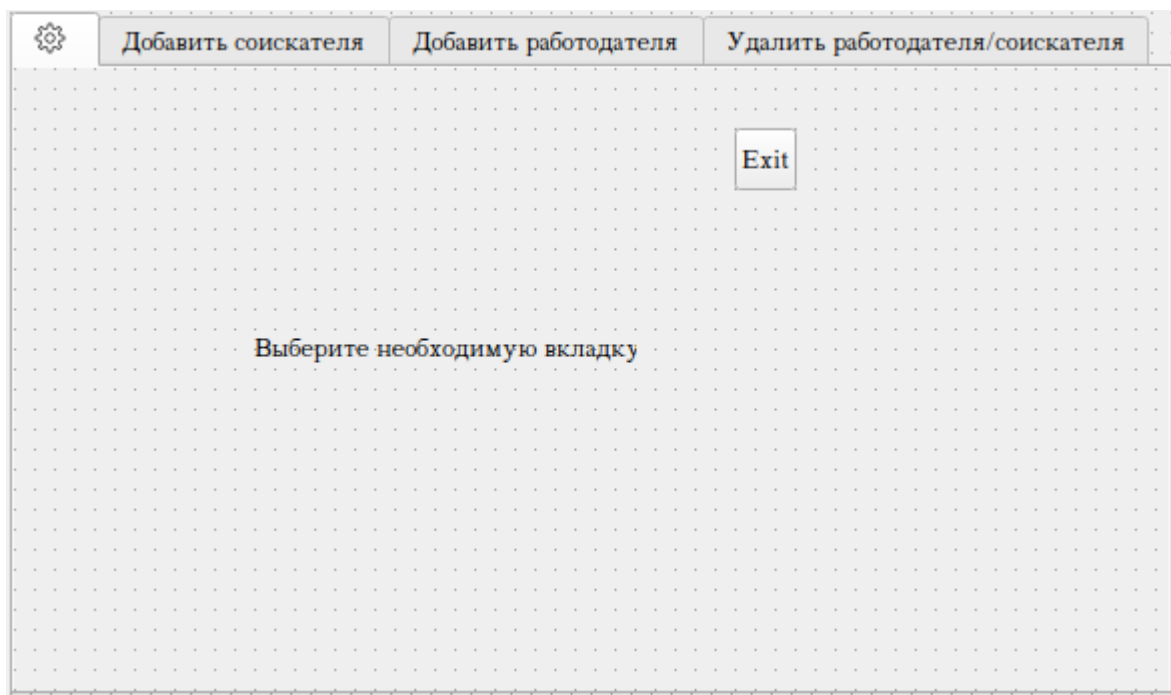 Добавить соискателя
Добавить работодателя
Удалить работодателя/соискателя
Exit
Выберите необходимую вкладку